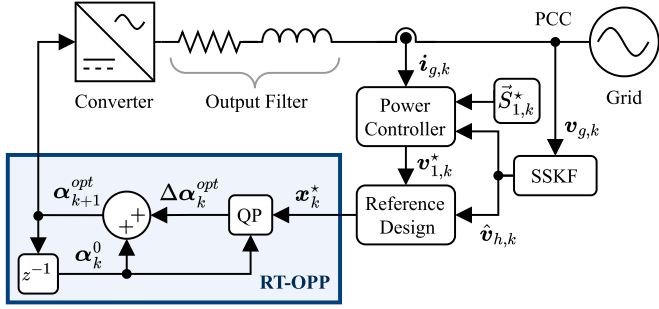 PCC
Converter
Output Filter
Grid
i_{g,k}
Power
Controller
\vec{S}^{\star}_{1,k}
v_{g,k}
v^{\star}_{1,k}
SSKF
α^{opt}_{k+1}
Δα^{opt}_{k}
QP
x^{\star}_{k}
Reference
Design
\hat{v}_{h,k}
+
+
z^{-1}
α^{0}_{k}
RT-OPP